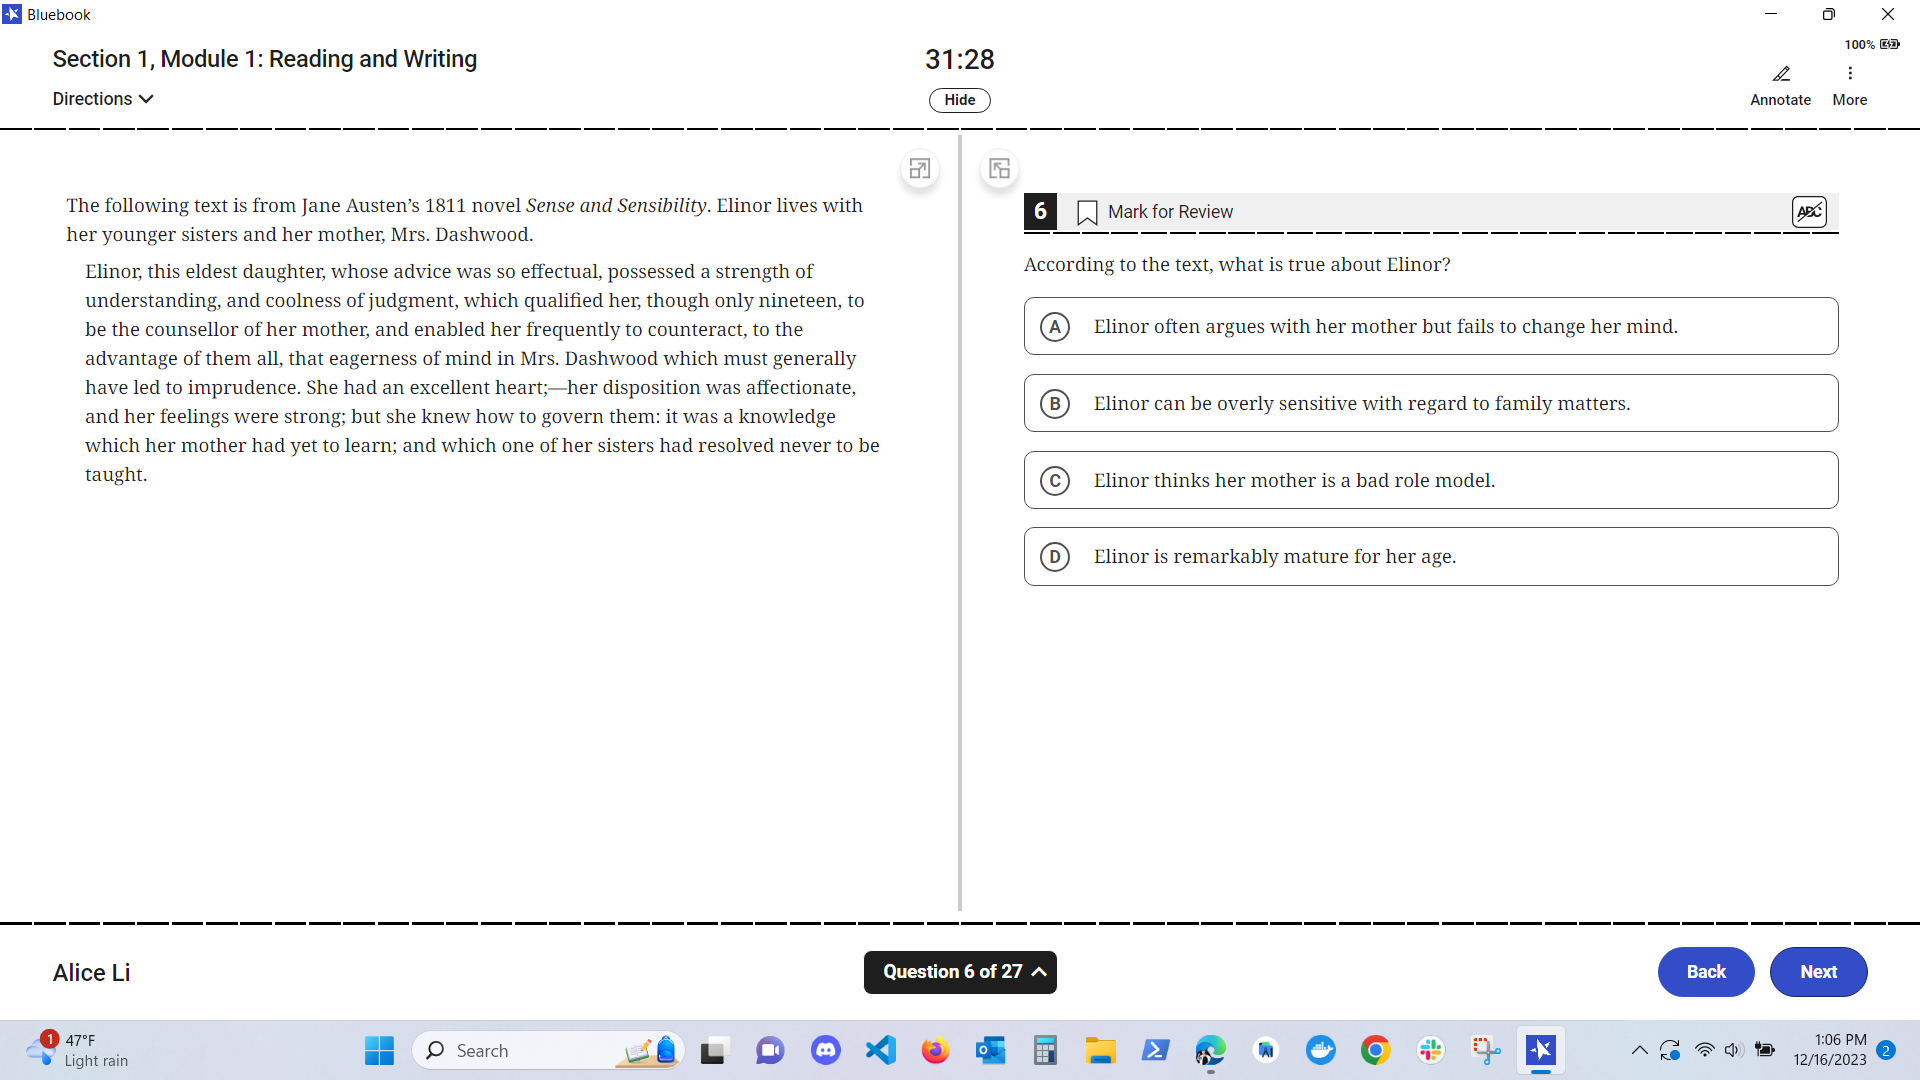 Bluebook
Section 1, Module 1: Reading and Writing
31:28
100%
Directions
Hide
Annotate
More
The following text is from Jane Austen’s 1811 novel Sense and Sensibility. Elinor lives with
her younger sisters and her mother, Mrs. Dashwood.
Elinor, this eldest daughter, whose advice was so effectual, possessed a strength of
understanding, and coolness of judgment, which qualified her, though only nineteen, to
be the counsellor of her mother, and enabled her frequently to counteract, to the
advantage of them all, that eagerness of mind in Mrs. Dashwood which must generally
have led to imprudence. She had an excellent heart;—her disposition was affectionate,
and her feelings were strong; but she knew how to govern them: it was a knowledge
which her mother had yet to learn; and which one of her sisters had resolved never to be
taught.
6
Mark for Review
ABC
According to the text, what is true about Elinor?
A Elinor often argues with her mother but fails to change her mind.
B Elinor can be overly sensitive with regard to family matters.
C Elinor thinks her mother is a bad role model.
D Elinor is remarkably mature for her age.
Alice Li
Question 6 of 27
Back
Next
1
47°F
Light rain
Search
1:06 PM
12/16/2023
2